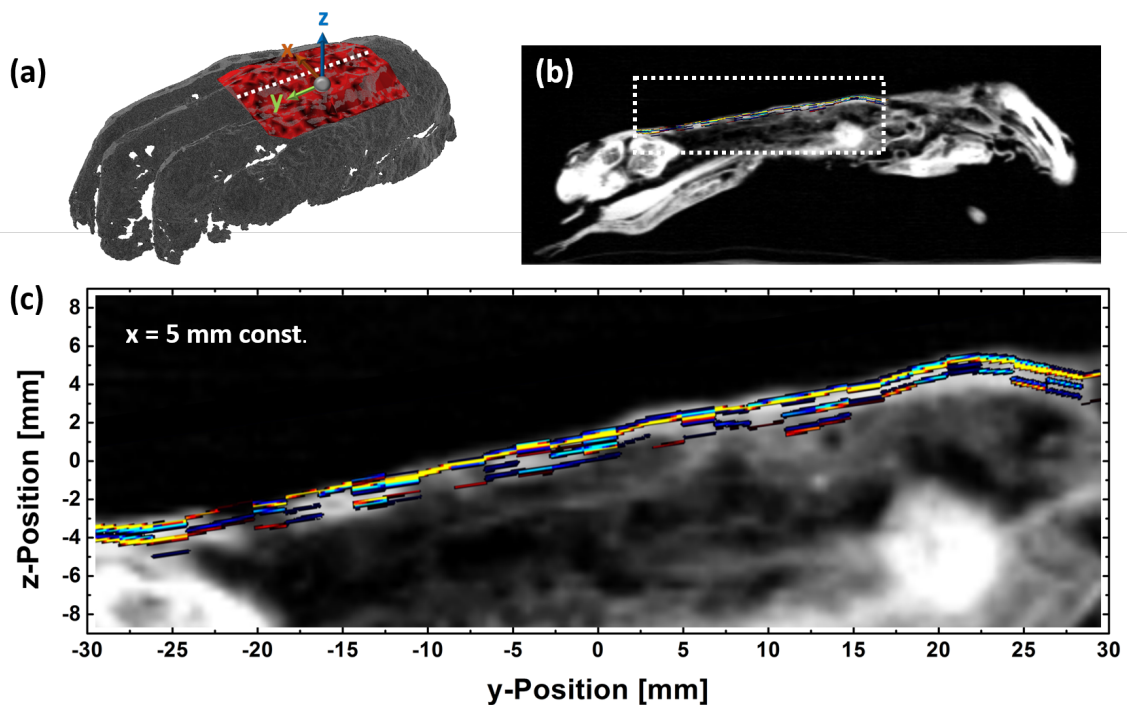 (a)
z
x
y
(b)
(c)
x = 5 mm const.
8
6
4
2
0
-2
-4
-6
-8
z-Position [mm]
-30 -25 -20 -15 -10 -5 0 5 10 15 20 25 30
y-Position [mm]